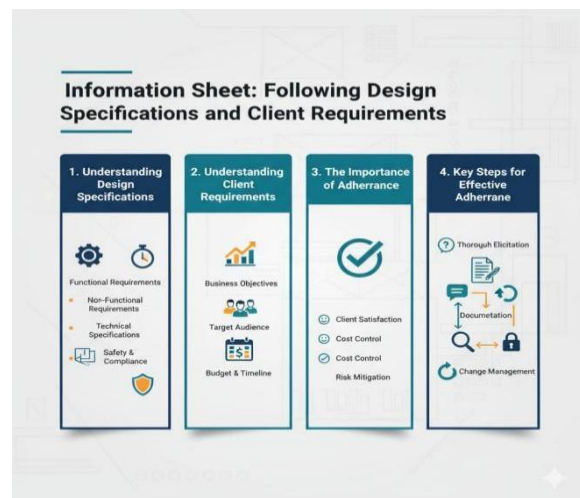 Information Sheet: Following Design
Specifications and Client Requirements
1. Understanding
Design
Specifications
Functional Requirements
Non-Functional
Requirements
Technical
Specifications
Safety &
Compliance
2. Understanding
Client
Requirements
Business Objectives
Target Audience
Budget & Timeline
3. The Importance
of Adherrance
Client Satisfaction
Cost Control
Cost Control
Risk Mitigation
4. Key Steps for
Effective
Adherrane
Thorough Elicitation
Documetation
Change Management